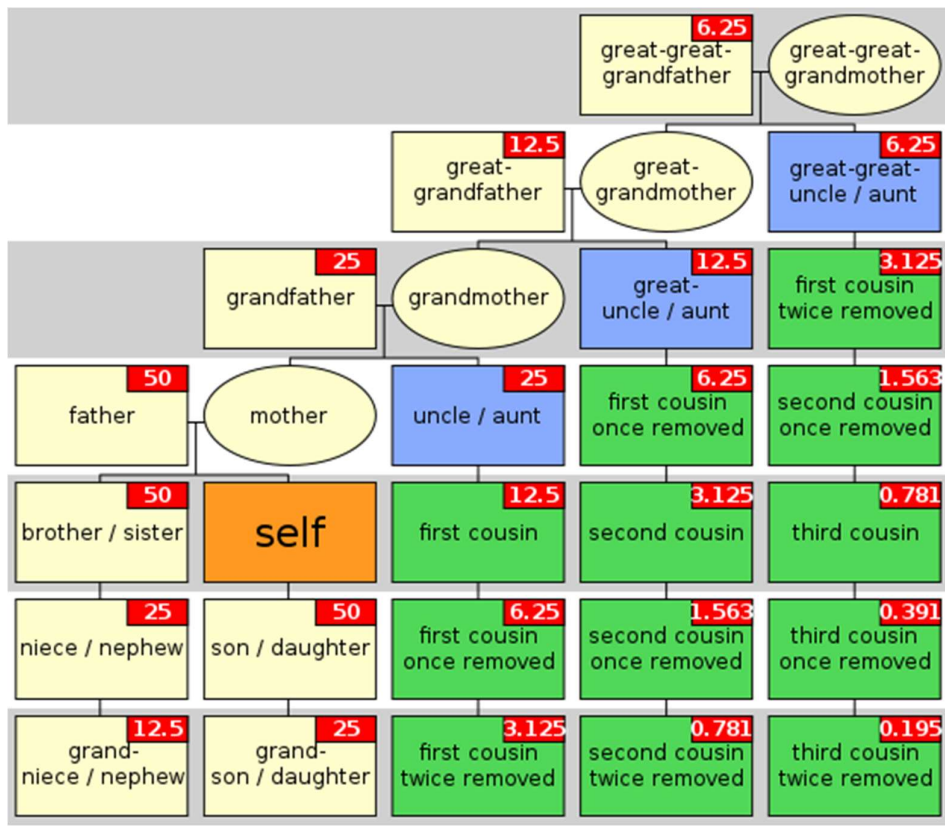 6.25
great-great-
grandfather
great-great-
grandmother
12.5
great-
grandfather
great-
grandmother
6.25
great-great-
uncle / aunt
25
grandfather
grandmother
12.5
great-
uncle / aunt
3.125
first cousin
twice removed
50
father
mother
25
uncle / aunt
6.25
first cousin
once removed
1.563
second cousin
once removed
50
brother / sister
self
12.5
first cousin
3.125
second cousin
0.781
third cousin
25
niece / nephew
50
son / daughter
6.25
first cousin
once removed
1.563
second cousin
once removed
0.391
third cousin
once removed
12.5
grand-
niece / nephew
25
grand-
son / daughter
3.125
first cousin
twice removed
0.781
second cousin
twice removed
0.195
third cousin
twice removed